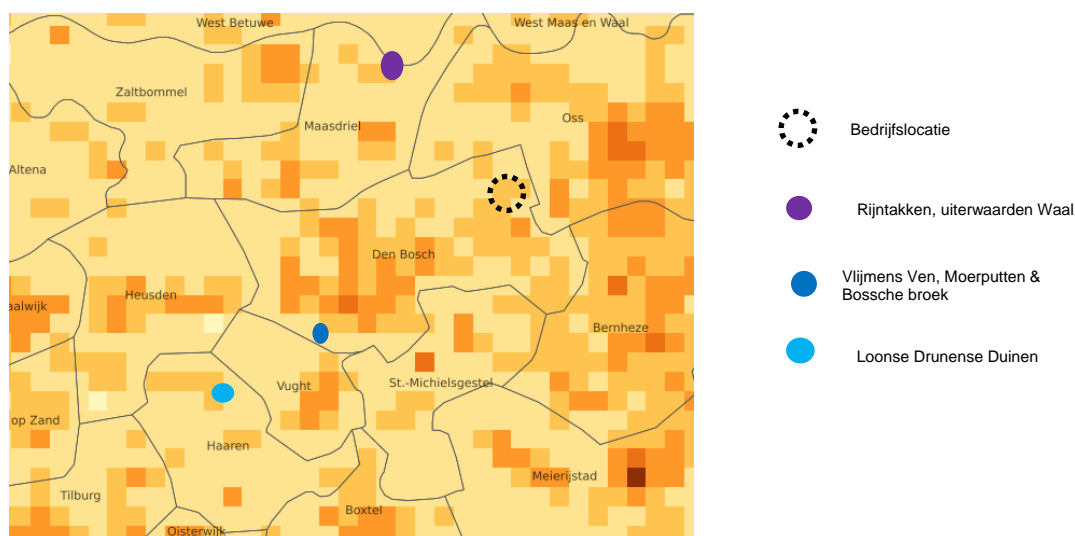 West Betuwe
West Maas en Waal
Zaltbommel
Oss
Maasdriel
Altena
Den Bosch
Heusden
aalwijk
Bernheze
Vught
St.-Michielsgestel
op Zand
Haaren
Meierijstad
Tilburg
Boxtel
Oisterwijk
Bedrijfslocatie
Rijntakken, uiterwaarden Waal
Vlijmens Ven, Moerputten &
Bossche broek
Loonse Drunense Duinen